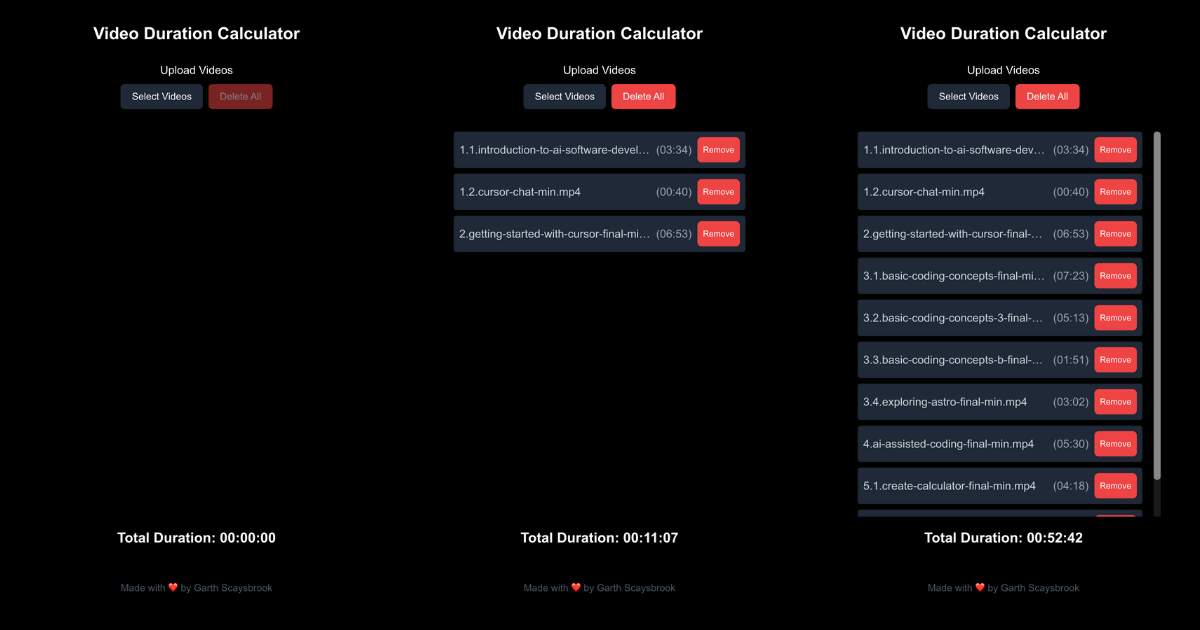 Video Duration Calculator
Upload Videos
Select Videos Delete All
Total Duration: 00:00:00
Made with ❤️ by Garth Scaysbrook
Video Duration Calculator
Upload Videos
Select Videos Delete All
1.1.introduction-to-ai-software-devel... (03:34) Remove
1.2.cursor-chat-min.mp4 (00:40) Remove
2.getting-started-with-cursor-final-mi... (06:53) Remove
Total Duration: 00:11:07
Made with ❤️ by Garth Scaysbrook
Video Duration Calculator
Upload Videos
Select Videos Delete All
1.1.introduction-to-ai-software-dev... (03:34) Remove
1.2.cursor-chat-min.mp4 (00:40) Remove
2.getting-started-with-cursor-final-... (06:53) Remove
3.1.basic-coding-concepts-final-mi... (07:23) Remove
3.2.basic-coding-concepts-3-final-... (05:13) Remove
3.3.basic-coding-concepts-b-final-... (01:51) Remove
3.4.exploring-astro-final-min.mp4 (03:02) Remove
4.ai-assisted-coding-final-min.mp4 (05:30) Remove
5.1.create-calculator-final-min.mp4 (04:18) Remove
Total Duration: 00:52:42
Made with ❤️ by Garth Scaysbrook